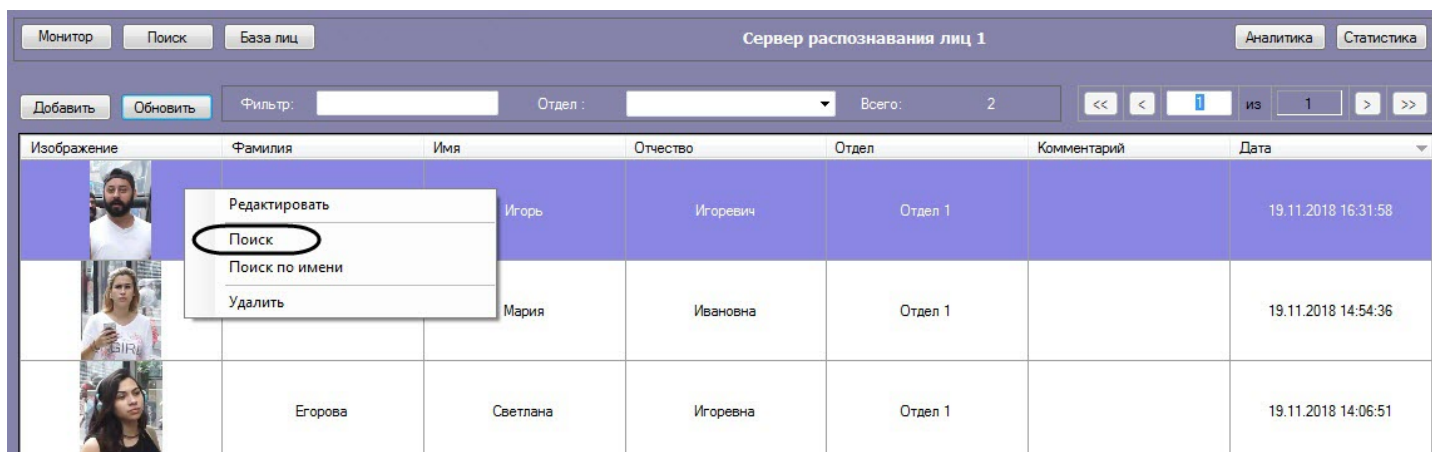 Монитор Поиск База лиц Сервер распознавания лиц 1 Аналитика Статистика
Добавить Обновить Фильтр: Отдел : Всего: 2 << < 1 из 1 > >>
Изображение Фамилия Имя Отчество Отдел Комментарий Дата
Редактировать
Игорь Игоревич Отдел 1 19.11.2018 16:31:58
Поиск
Поиск по имени
Удалить
Мария Ивановна Отдел 1 19.11.2018 14:54:36
GIRL
Егорова Светлана Игоревна Отдел 1 19.11.2018 14:06:51